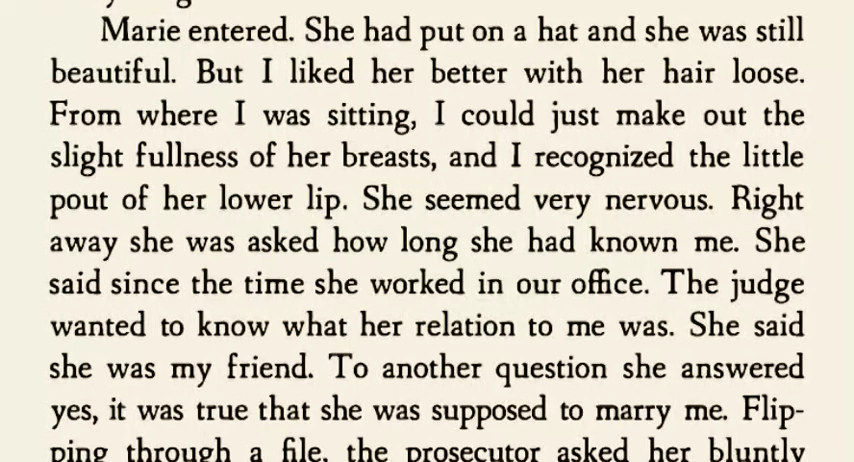 Marie entered. She had put on a hat and she was still
beautiful. But I liked her better with her hair loose.
From where I was sitting, I could just make out the
slight fullness of her breasts, and I recognized the little
pout of her lower lip. She seemed very nervous. Right
away she was asked how long she had known me. She
said since the time she worked in our office. The judge
wanted to know what her relation to me was. She said
she was my friend. To another question she answered
yes, it was true that she was supposed to marry me. Flip-
ping through a file, the prosecutor asked her bluntly